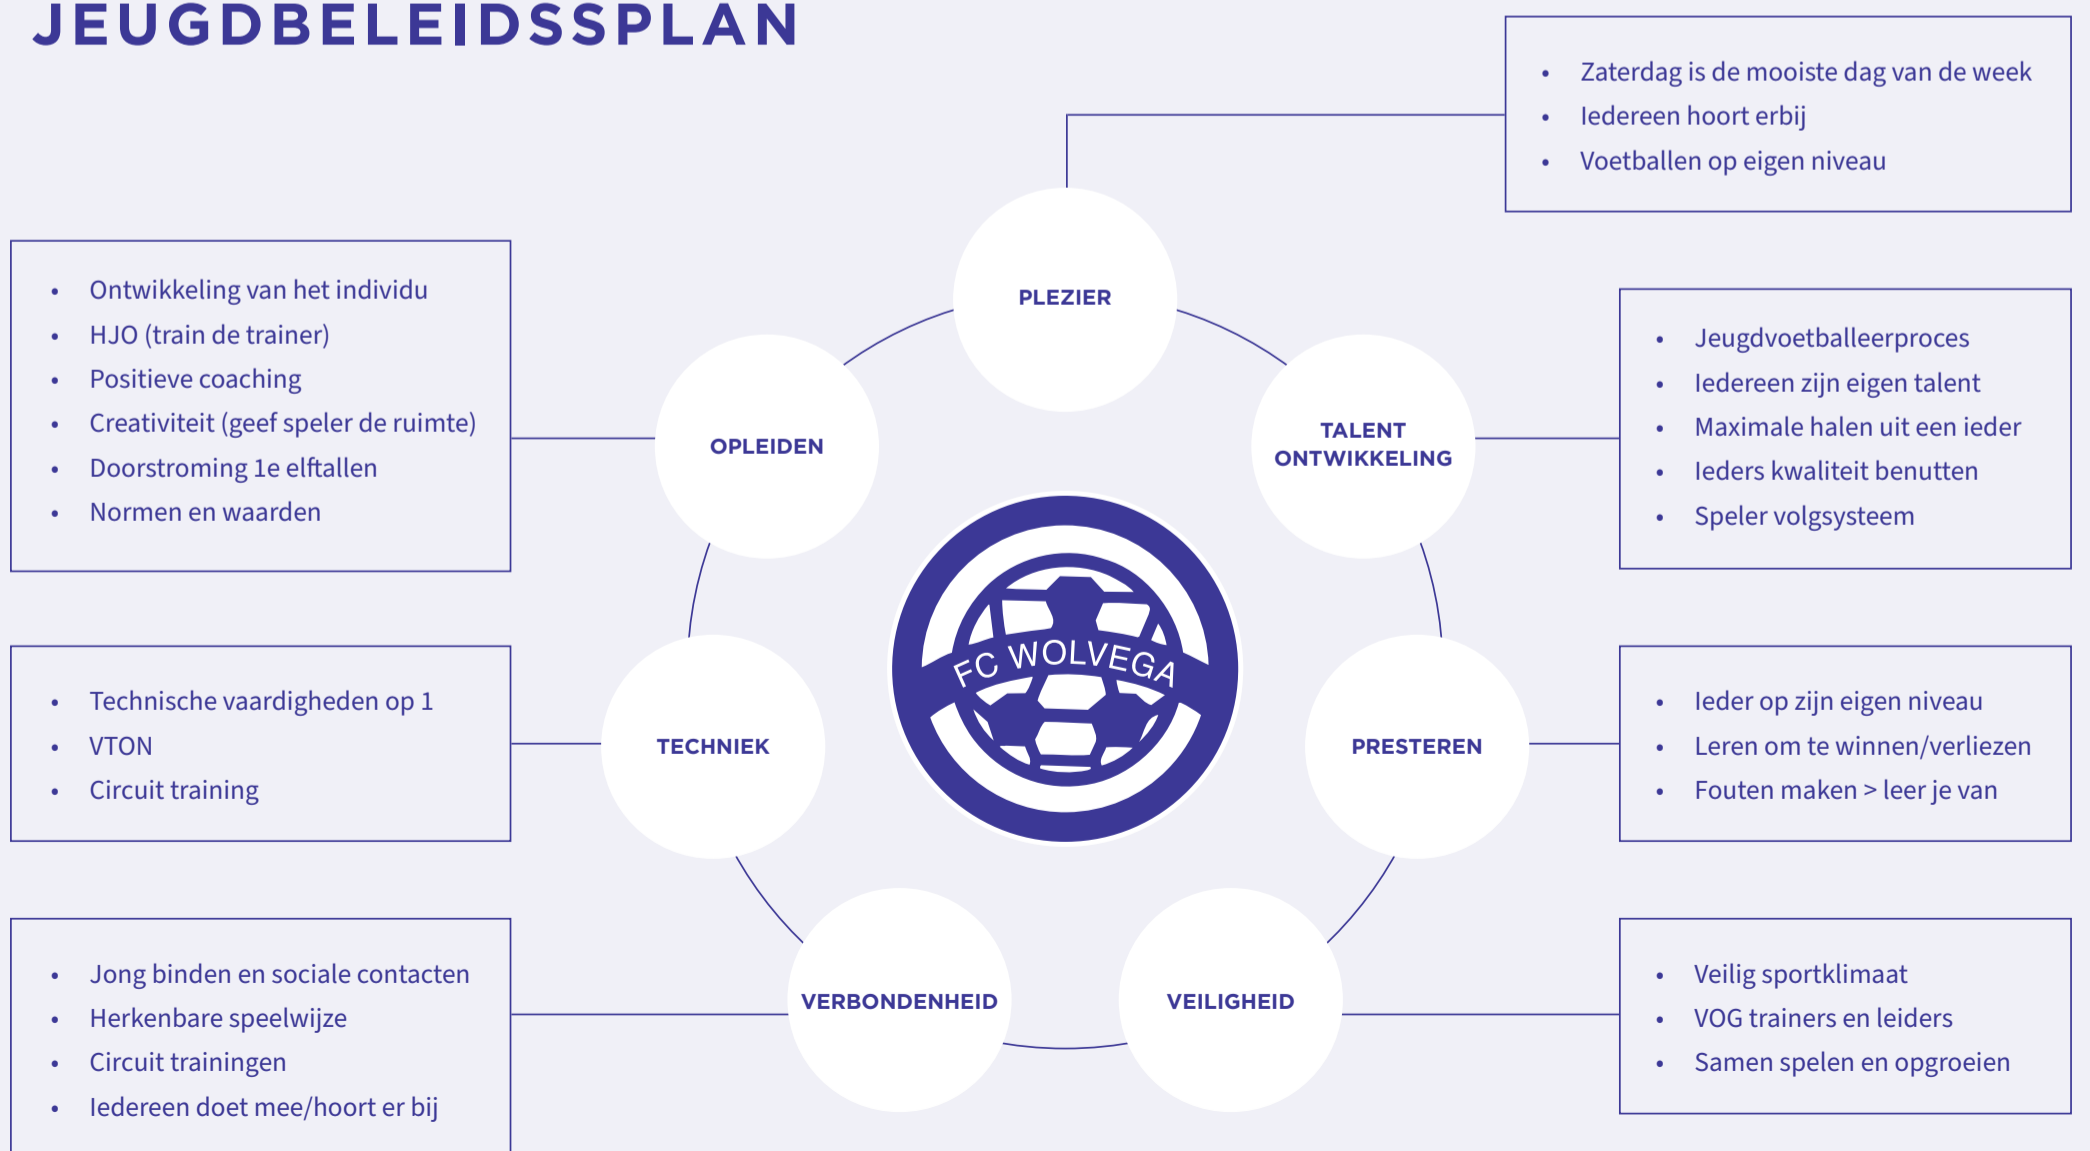 JEUGDBELEIDSSPLAN
• Zaterdag is de mooiste dag van de week
• Iedereen hoort erbij
• Voetballen op eigen niveau
PLEZIER
• Ontwikkeling van het individu
• HJO (train de trainer)
• Positieve coaching
• Creativiteit (geef speler de ruimte)
• Doorstroming 1e elftallen
• Normen en waarden
OPLEIDEN
TALENT
ONTWIKKELING
• Jeugdvoetballeerproces
• Iedereen zijn eigen talent
• Maximale halen uit een ieder
• Ieders kwaliteit benutten
• Speler volgsysteem
FC WOLVEGA
• Technische vaardigheden op 1
• VTON
• Circuit training
TECHNIEK
PRESTEREN
• Ieder op zijn eigen niveau
• Leren om te winnen/verliezen
• Fouten maken > leer je van
• Jong binden en sociale contacten
• Herkenbare speelwijze
• Circuit trainingen
• Iedereen doet mee/hoort er bij
VERBONDENHEID
VEILIGHEID
• Veilig sportklimaat
• VOG trainers en leiders
• Samen spelen en opgroeien